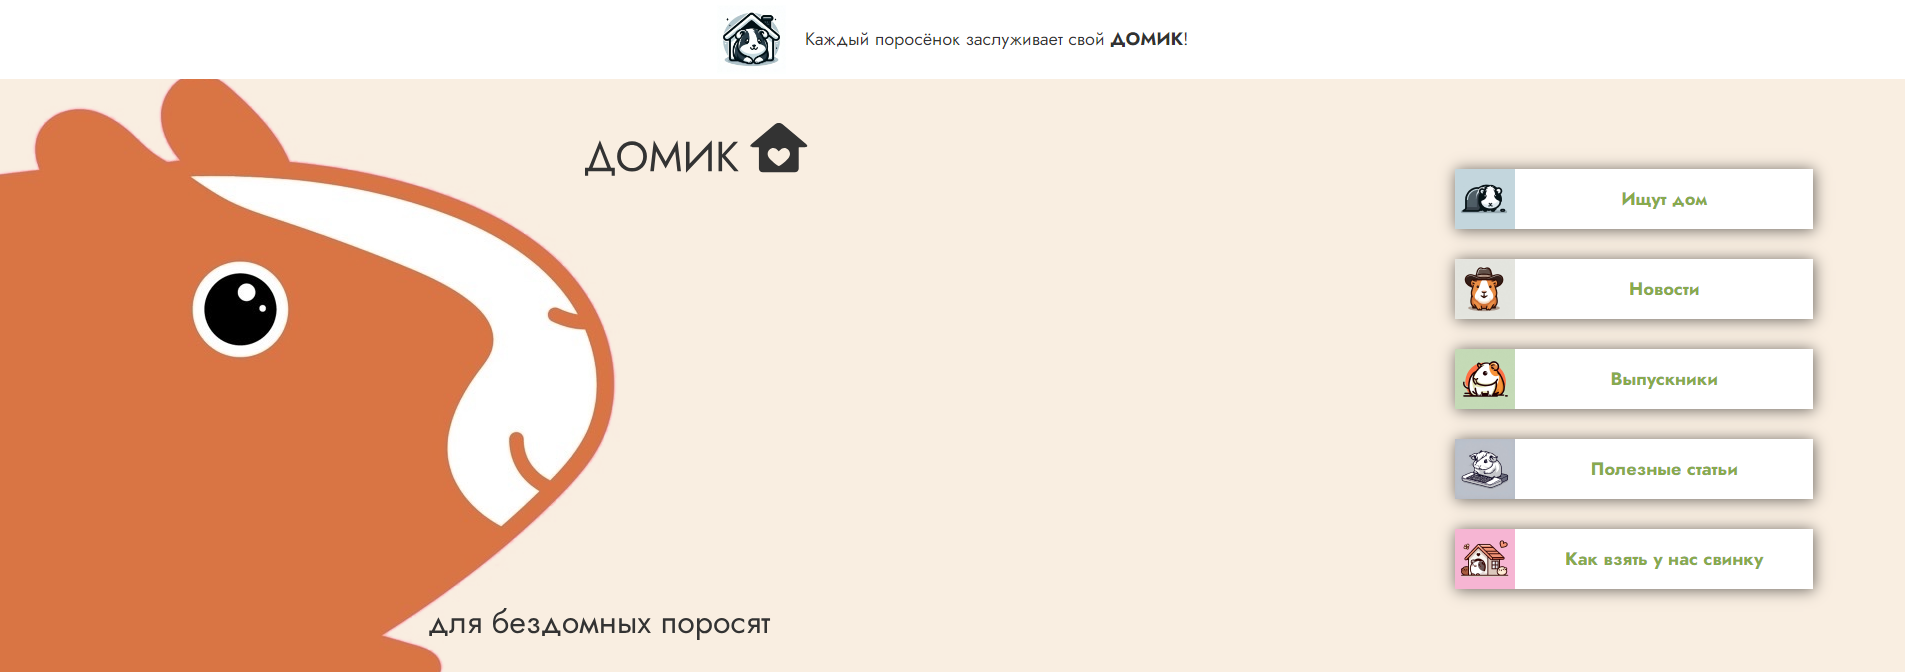 Каждый поросёнок заслуживает свой ДОМИК!
ДОМИК
Ищут дом
Новости
Выпускники
Полезные статьи
Как взять у нас свинку
для бездомных поросят